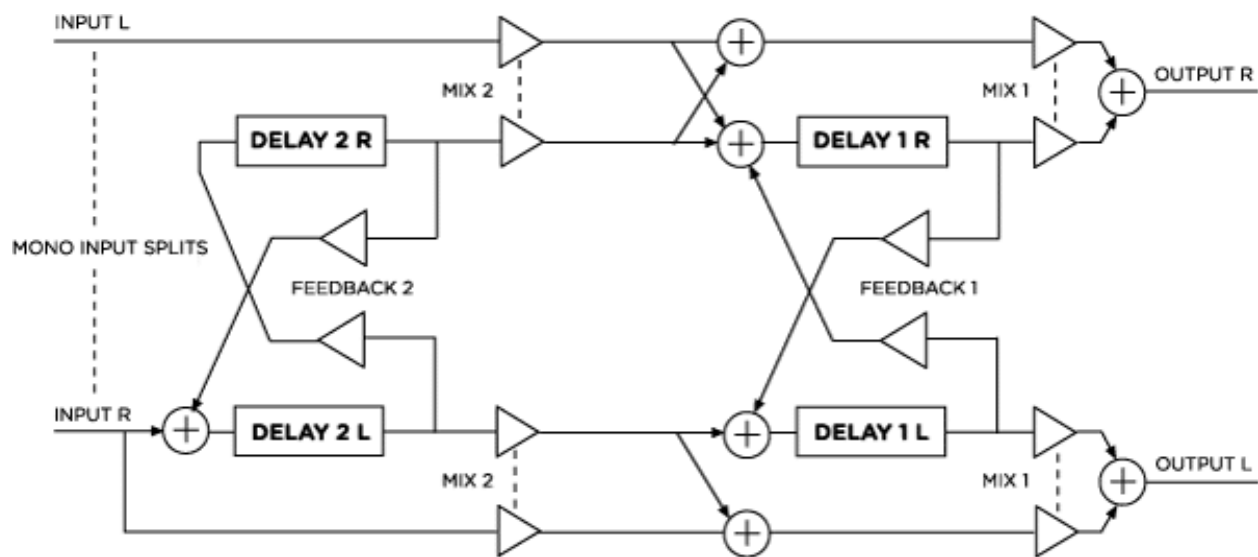 INPUT L
OUTPUT R
MIX 2
MIX 1
DELAY 2 R
DELAY 1 R
MONO INPUT SPLITS
FEEDBACK 2
FEEDBACK 1
INPUT R
DELAY 2 L
DELAY 1 L
OUTPUT L
MIX 2
MIX 1